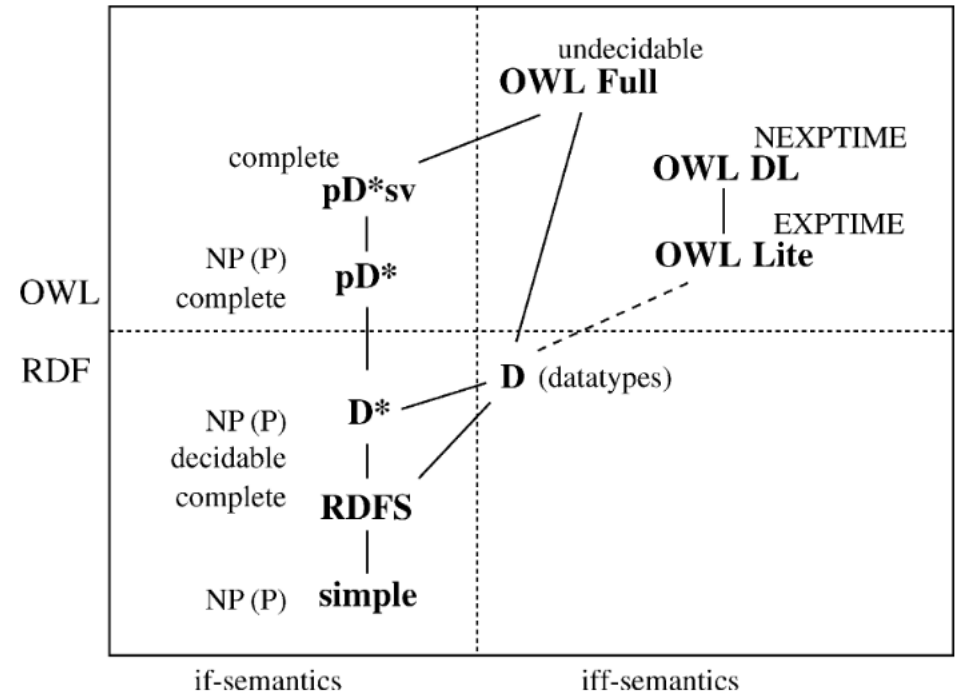 undecidable
OWL Full
NEXPTIME
complete
OWL DL
pD*sv
EXPTIME
NP (P)
OWL Lite
pD*
complete
OWL
RDF
D (datatypes)
D*
NP (P)
decidable
complete
RDFS
NP (P)
simple
if-semantics
iff-semantics